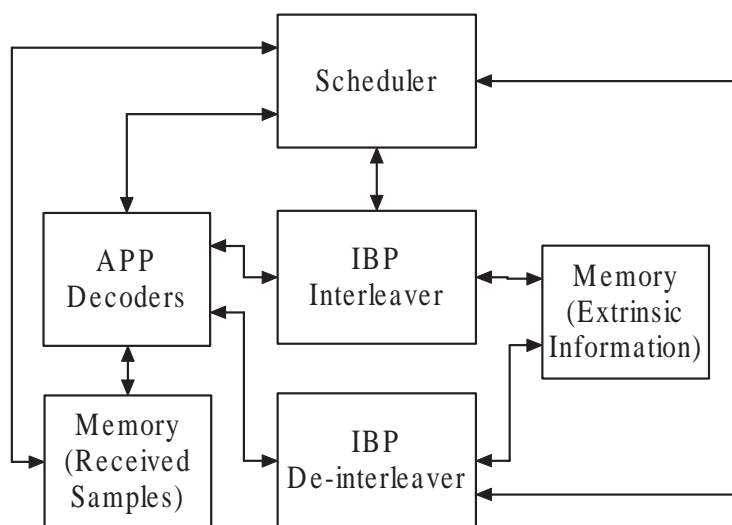 Scheduler
APP
Decoders
IBP
Interleaver
Memory
(Extrinsic
Information)
Memory
(Received
Samples)
IBP
De-interleaver